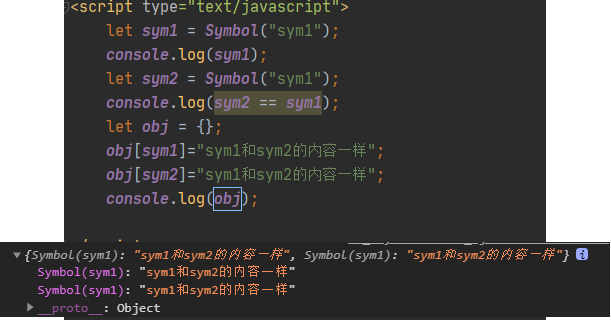 <script type="text/javascript">
let sym1 = Symbol("sym1");
console.log(sym1);
let sym2 = Symbol("sym1");
console.log(sym2 == sym1);
let obj = {};
obj[sym1]="sym1和sym2的内容一样";
obj[sym2]="sym1和sym2的内容一样";
console.log(obj);
{Symbol(sym1): "sym1和sym2的内容一样", Symbol(sym1): "sym1和sym2的内容一样"} i
Symbol(sym1): "sym1和sym2的内容一样"
Symbol(sym1): "sym1和sym2的内容一样"
__proto__: Object